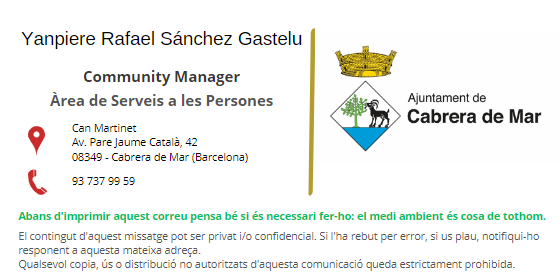 Yanpiere Rafael Sánchez Gastelu
Community Manager
Àrea de Serveis a les Persones
Can Martinet
Av. Pare Jaume Català, 42
08349 - Cabrera de Mar (Barcelona)
93 737 99 59
Ajuntament de
Cabrera de Mar
Abans d'imprimir aquest correu pensa bé si és necessari fer-ho: el medi ambient és cosa de tothom.
El contingut d'aquest missatge pot ser privat i/o confidencial. Si l'ha rebut per error, si us plau, notifiqui-ho
responent a aquesta mateixa adreça.
Qualsevol copia, ús o distribució no autoritzats d'aquesta comunicació queda estrictament prohibida.